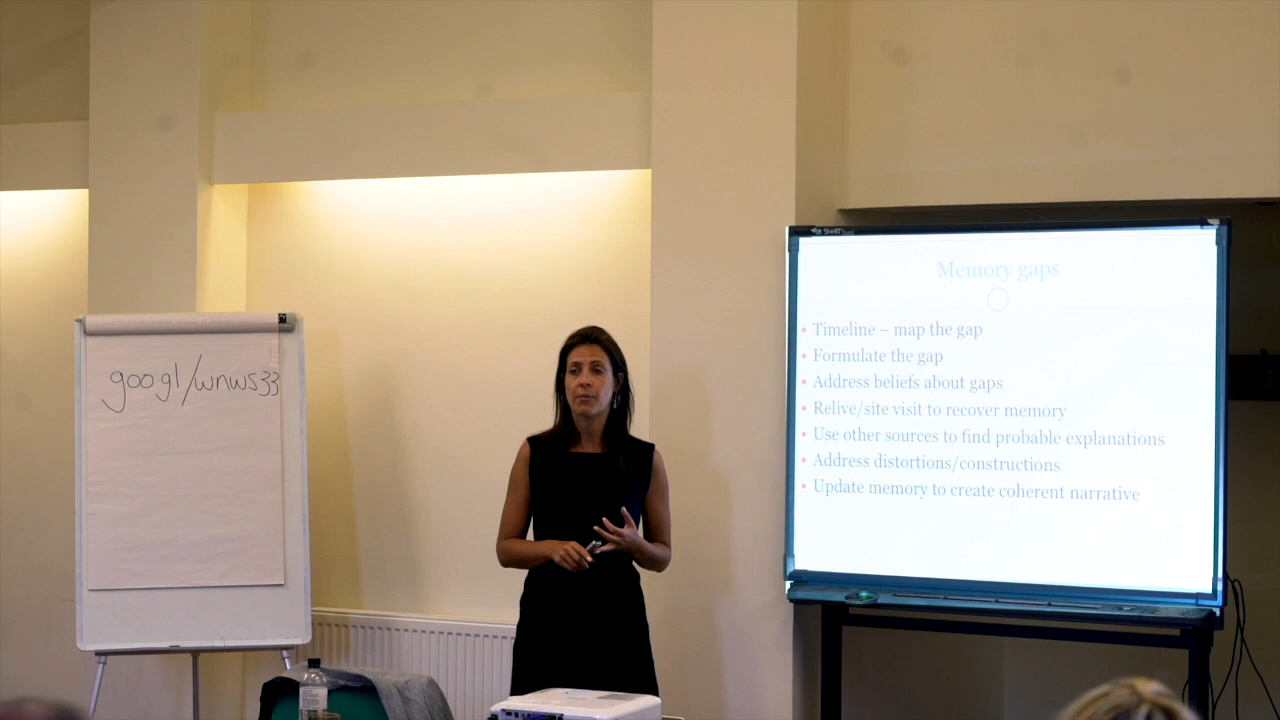 goo gl/wnws33
SMART
Memory gaps
• Timeline – map the gap
• Formulate the gap
• Address beliefs about gaps
• Relive/site visit to recover memory
• Use other sources to find probable explanations
• Address distortions/constructions
• Update memory to create coherent narrative